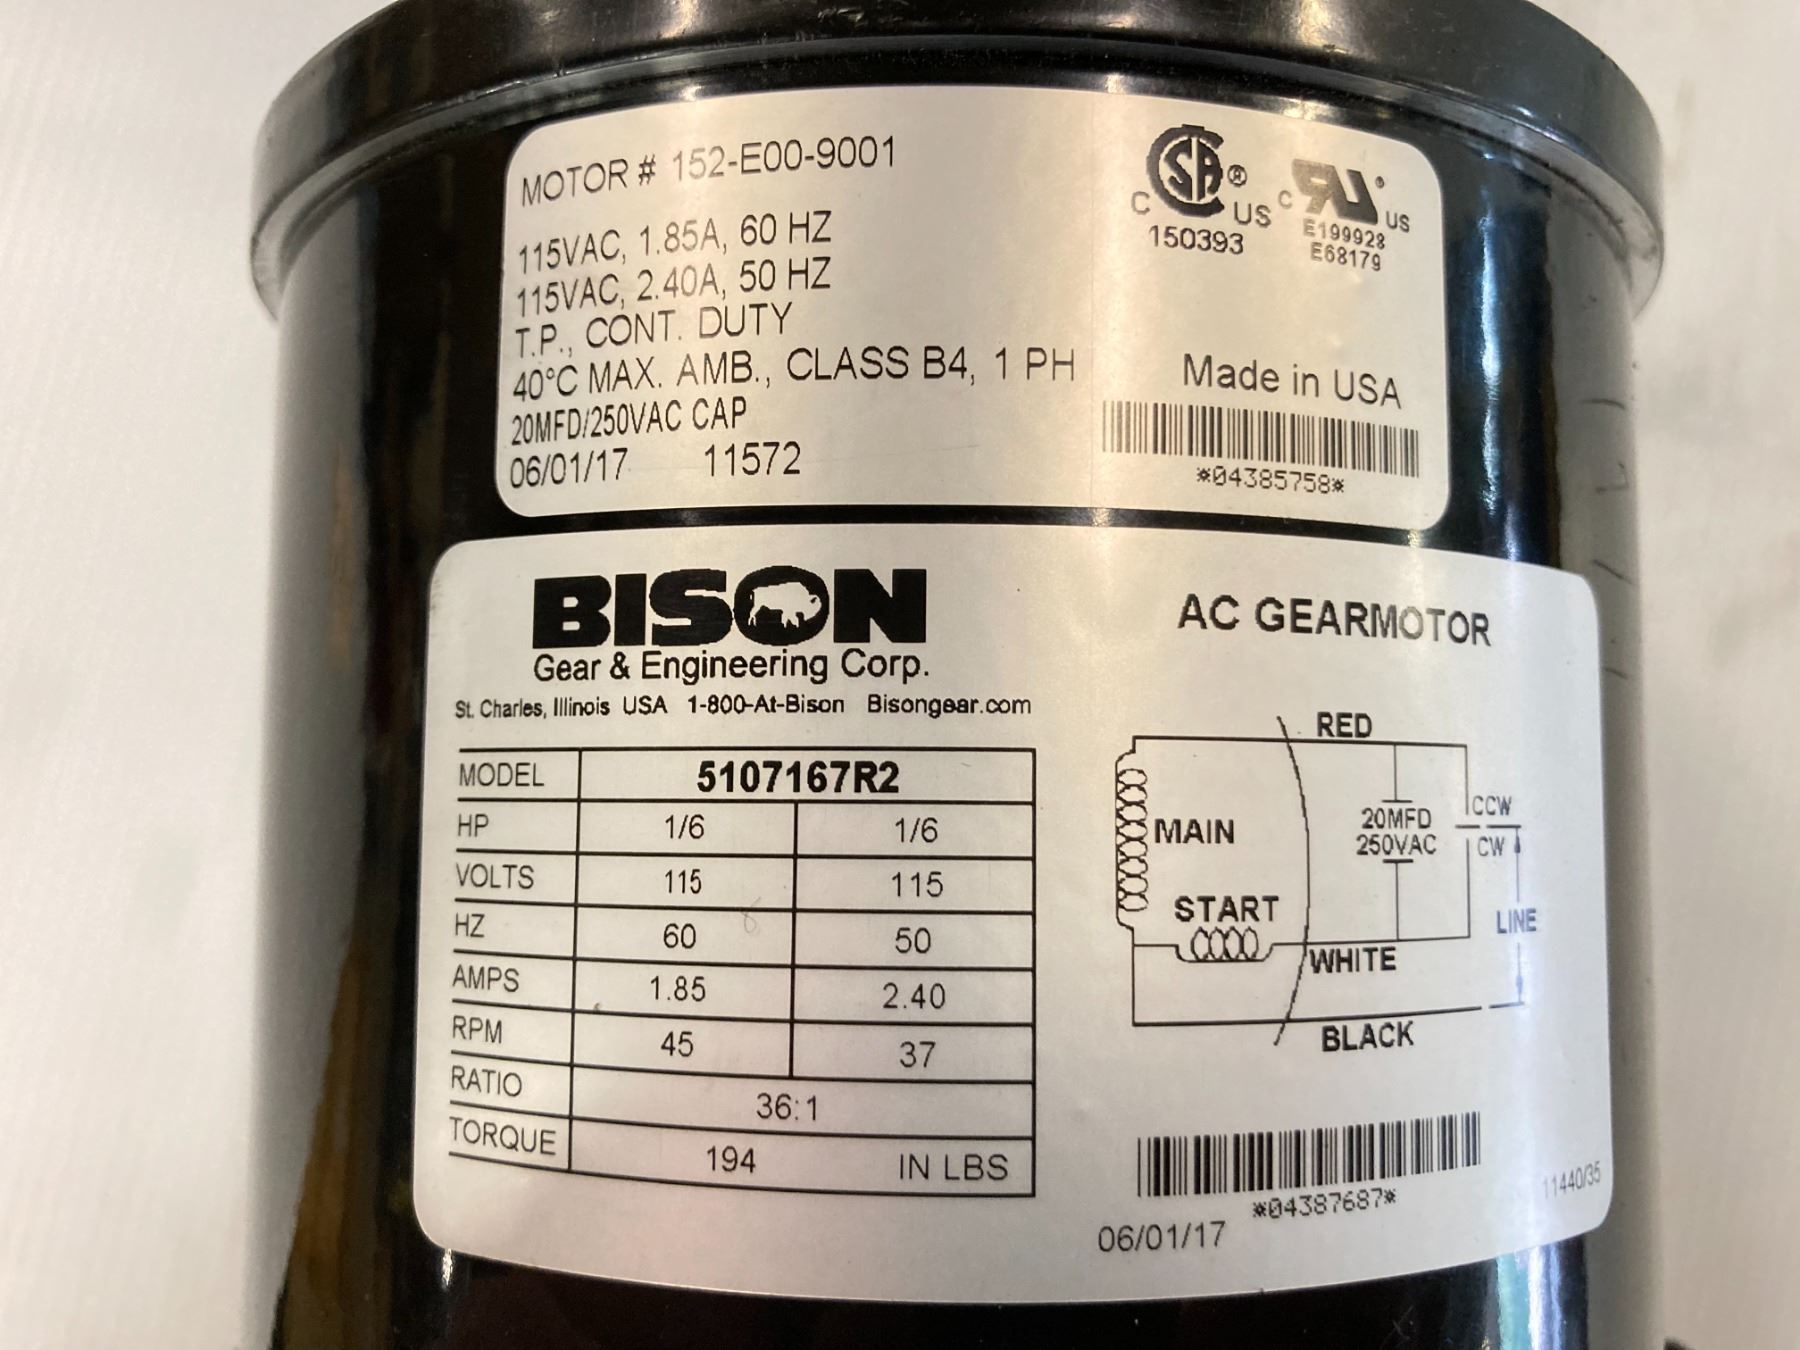 MOTOR # 152-E00-9001
115VAC, 1.85A, 60 HZ
115VAC, 2.40A, 50 HZ
T.P., CONT. DUTY
40°C MAX. AMB., CLASS B4, 1 PH
20MFD/250VAC CAP
06/01/17 11572
CSA®
C US
150393
C RU US
E199928
E68179
Made in USA
*04385758*
BISON
Gear & Engineering Corp.
St. Charles, Illinois USA 1-800-At-Bison Bisongear.com
MODEL 5107167R2
HP 1/6 1/6
VOLTS 115 115
HZ 60 50
AMPS 1.85 2.40
RPM 45 37
RATIO 36:1
TORQUE 194 IN LBS
AC GEARMOTOR
RED
MAIN
20MFD
250VAC
CCW
CW
START
LINE
WHITE
BLACK
*04387687*
06/01/17
11440/35